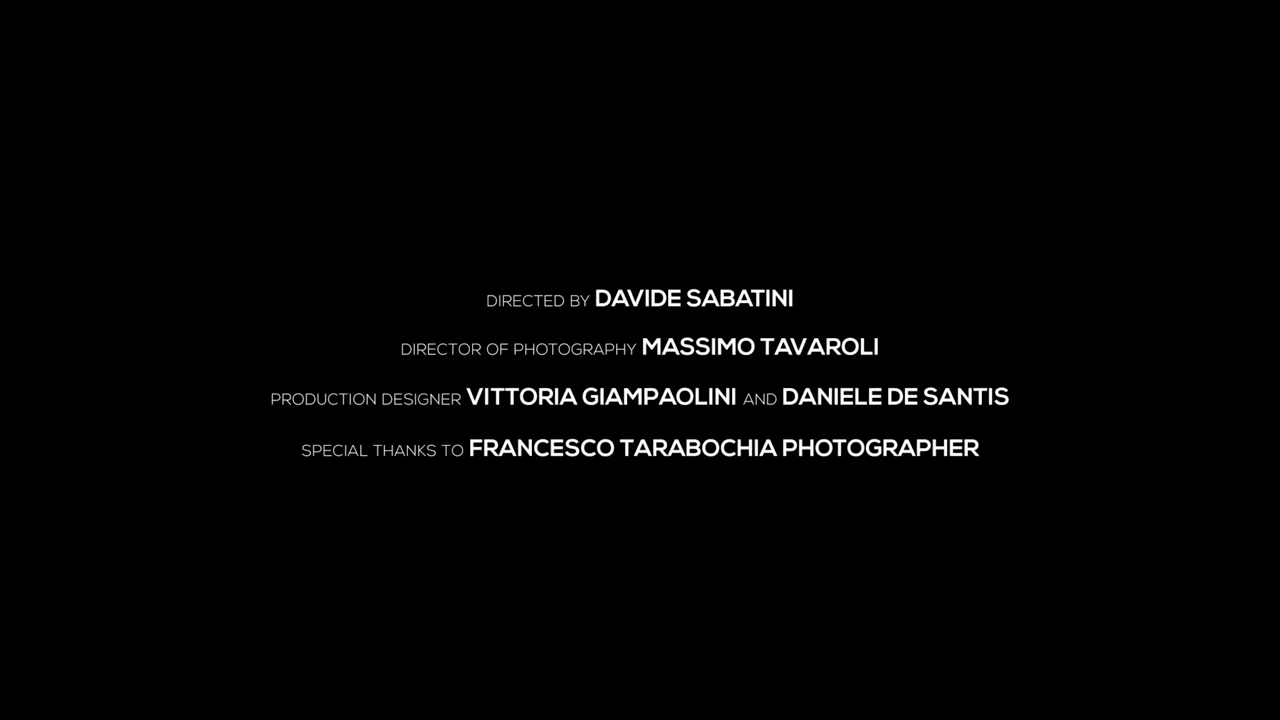 DIRECTED BY DAVIDE SABATINI
DIRECTOR OF PHOTOGRAPHY MASSIMO TAVAROLI
PRODUCTION DESIGNER VITTORIA GIAMPAOLINI AND DANIELE DE SANTIS
SPECIAL THANKS TO FRANCESCO TARABOCHIA PHOTOGRAPHER